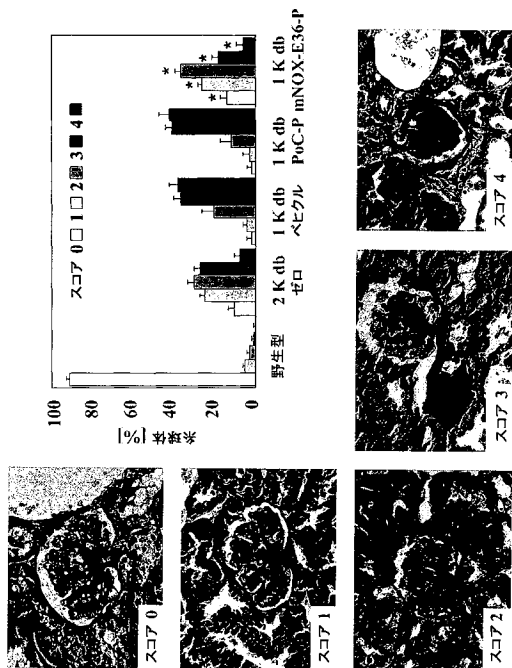 スコア 0 1 2 3 4
糸球体 [%]
100
80
60
40
20
0
* * * * *
野生型
2 K db
ゼロ
1 K db
ビヒクル
1 K db
PoC-P
1 K db
mNOX-E36-P
スコア 0
スコア 1
スコア 2
スコア 3
スコア 4